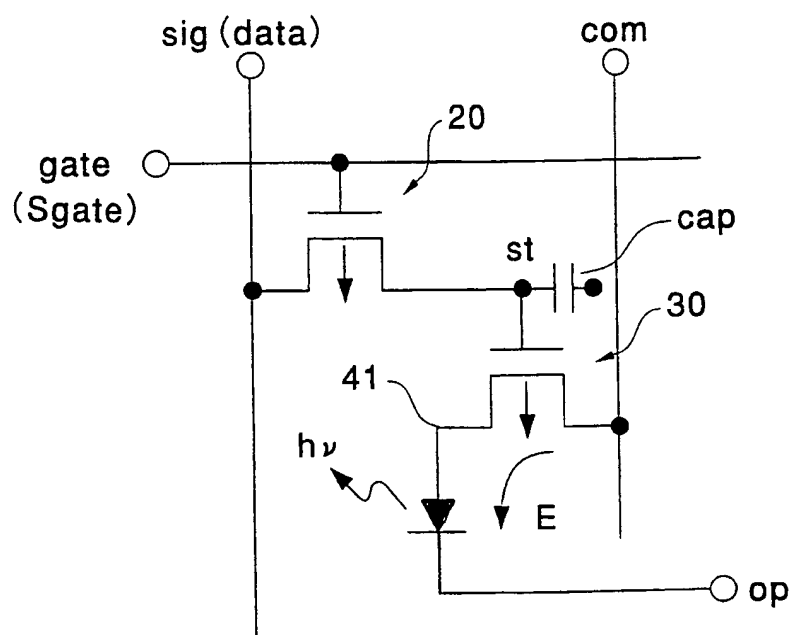 sig (data)
com
20
gate
(Sgate)
cap
st
30
41
hν
E
op